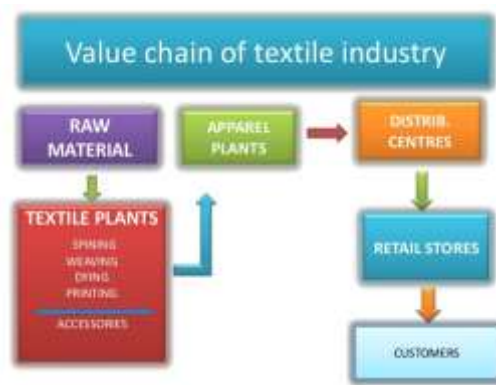 Value chain of textile industry
RAW
MATERIAL
APPAREL
PLANTS
DISTRIB.
CENTRES
TEXTILE PLANTS
SPINING
WEAVING
DYING
PRINTING
ACCESSORIES
RETAIL STORES
CUSTOMERS